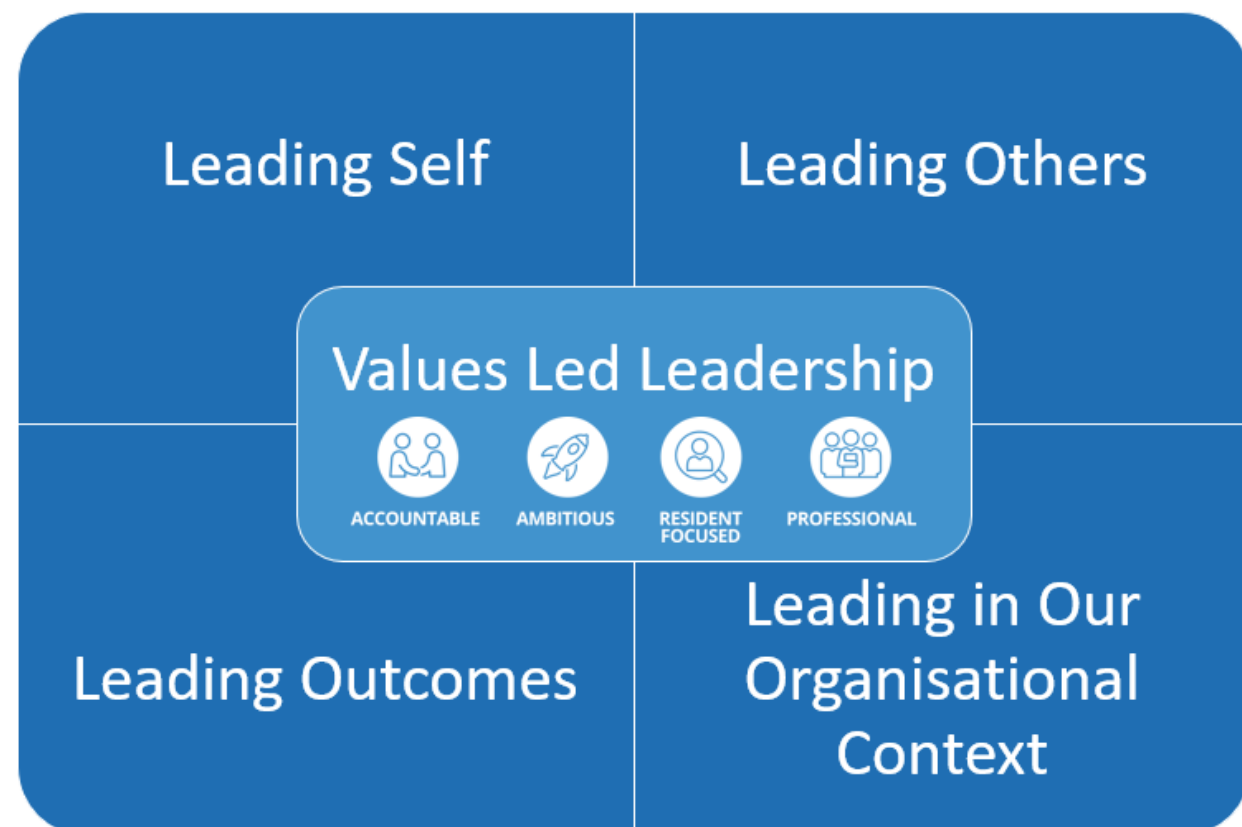 Leading Self
Leading Others
Values Led Leadership
ACCOUNTABLE
AMBITIOUS
RESIDENT
FOCUSED
PROFESSIONAL
Leading Outcomes
Leading in Our
Organisational
Context